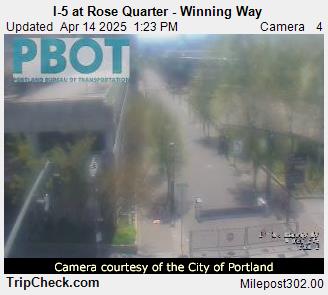 I-5 at Rose Quarter - Winning Way
Updated Apr 14 2025 1:23 PM Camera 4
PBOT
PORTLAND BUREAU OF TRANSPORTATION
Camera courtesy of the City of Portland
TripCheck.com Milepost302.00